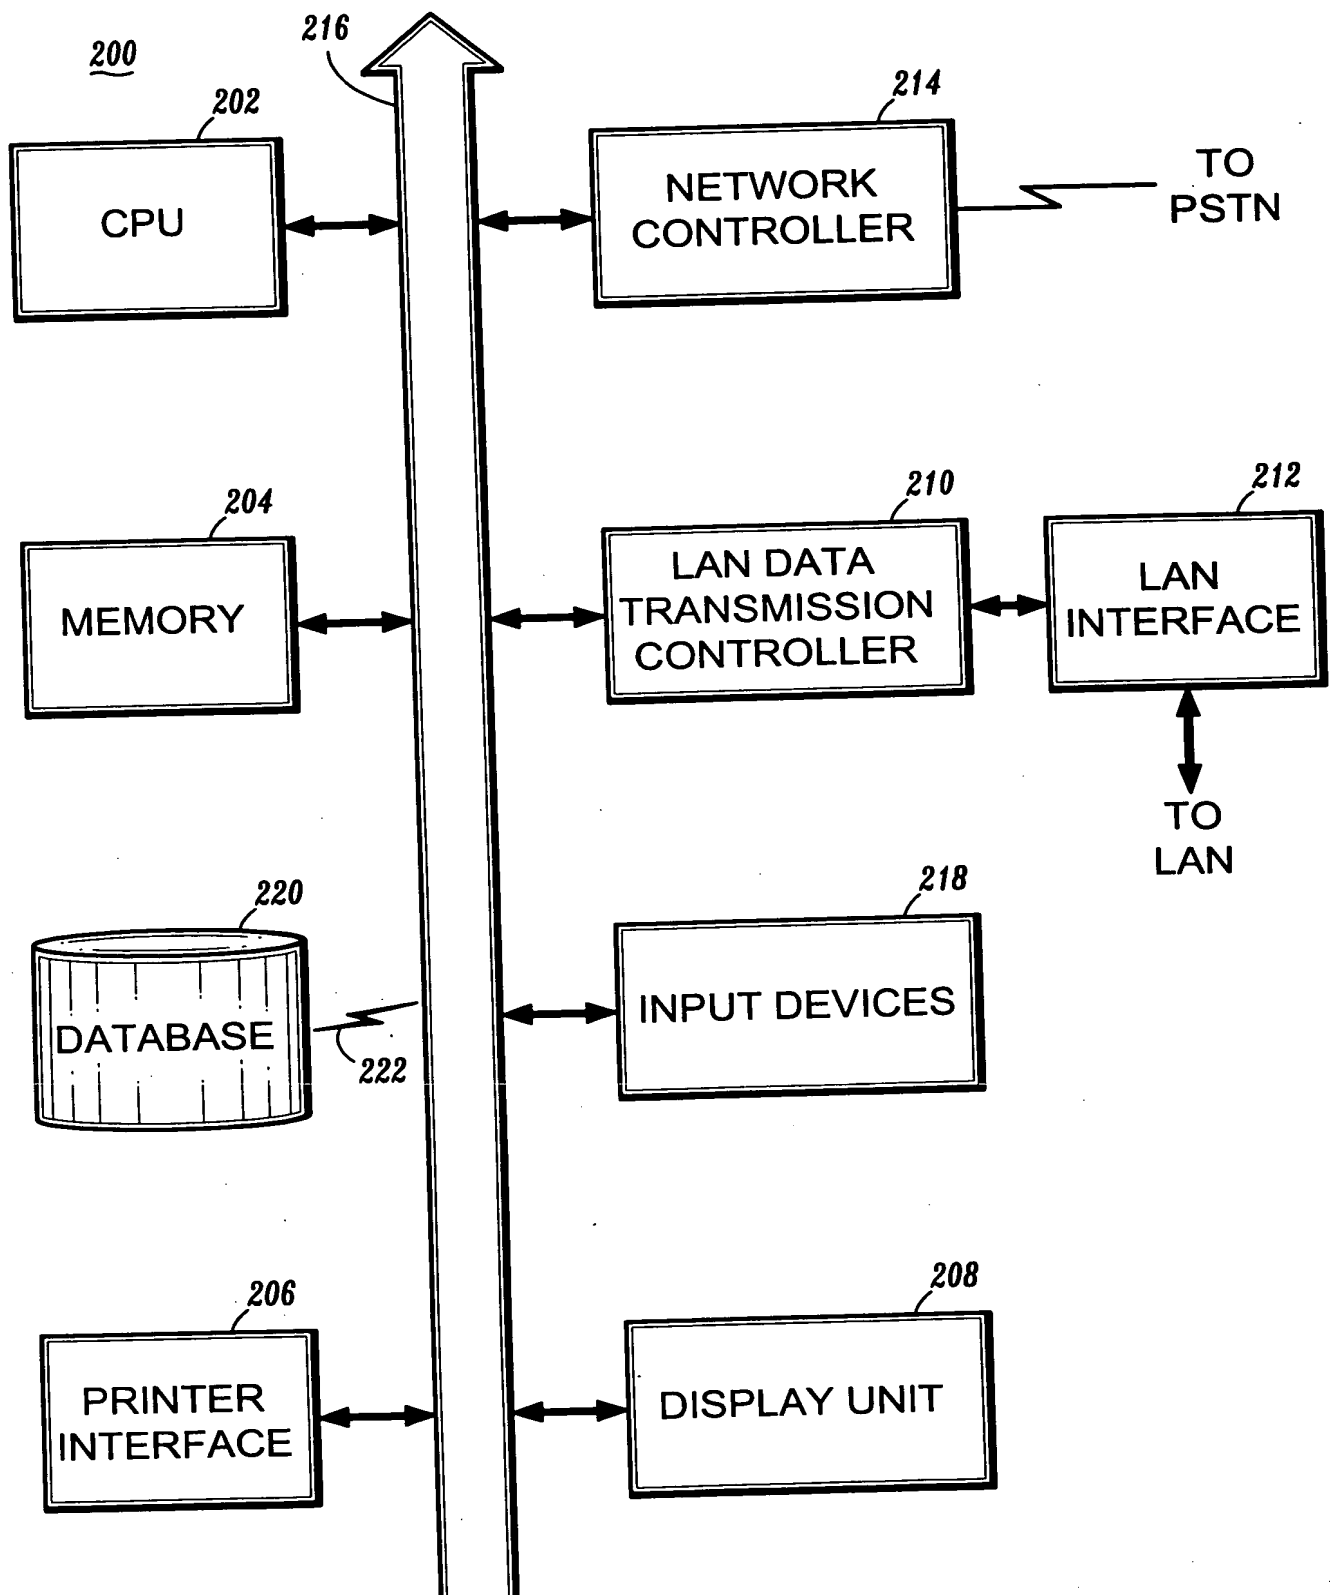 200
216
202
CPU
214
NETWORK
CONTROLLER
TO
PSTN
204
MEMORY
210
LAN DATA
TRANSMISSION
CONTROLLER
212
LAN
INTERFACE
TO
LAN
220
DATABASE
222
218
INPUT DEVICES
206
PRINTER
INTERFACE
208
DISPLAY UNIT